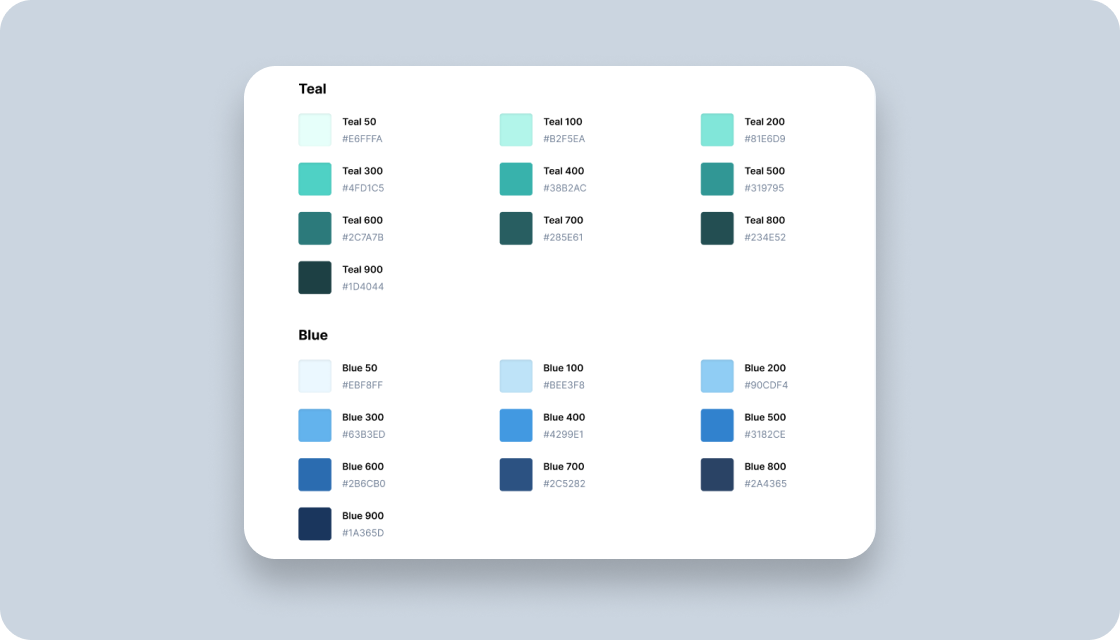 Teal
Teal 50
#E6FFFA
Teal 100
#B2F5EA
Teal 200
#81E6D9
Teal 300
#4FD1C5
Teal 400
#38B2AC
Teal 500
#319795
Teal 600
#2C7A7B
Teal 700
#285E61
Teal 800
#234E52
Teal 900
#1D4044
Blue
Blue 50
#EBF8FF
Blue 100
#BEE3F8
Blue 200
#90CDF4
Blue 300
#63B3ED
Blue 400
#4299E1
Blue 500
#3182CE
Blue 600
#2B6CB0
Blue 700
#2C5282
Blue 800
#2A4365
Blue 900
#1A365D